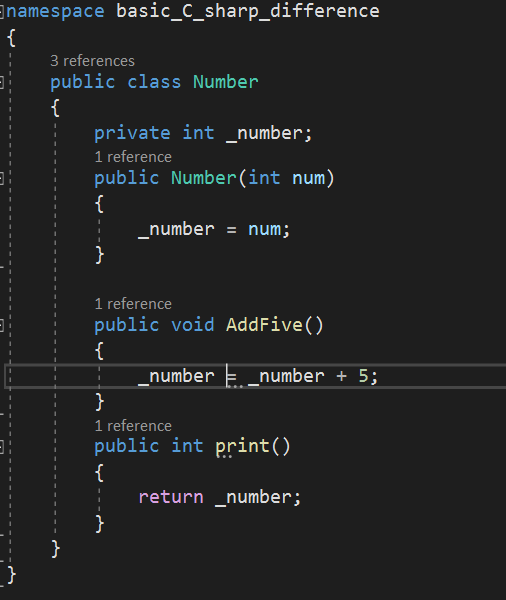 namespace basic_C_sharp_difference
{
3 references
public class Number
{
private int _number;
1 reference
public Number(int num)
{
_number = num;
}
1 reference
public void AddFive()
{
_number = _number + 5;
}
1 reference
public int print()
{
return _number;
}
}
}